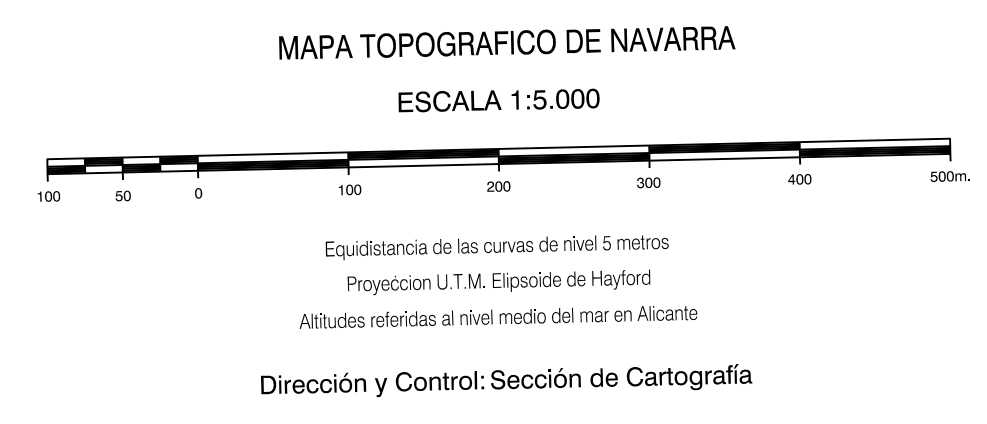 MAPA TOPOGRAFICO DE NAVARRA
ESCALA 1:5.000
100 50 0 100 200 300 400 500m.
Equidistancia de las curvas de nivel 5 metros
Proyeccion U.T.M. Elipsoide de Hayford
Altitudes referidas al nivel medio del mar en Alicante
Dirección y Control: Sección de Cartografía